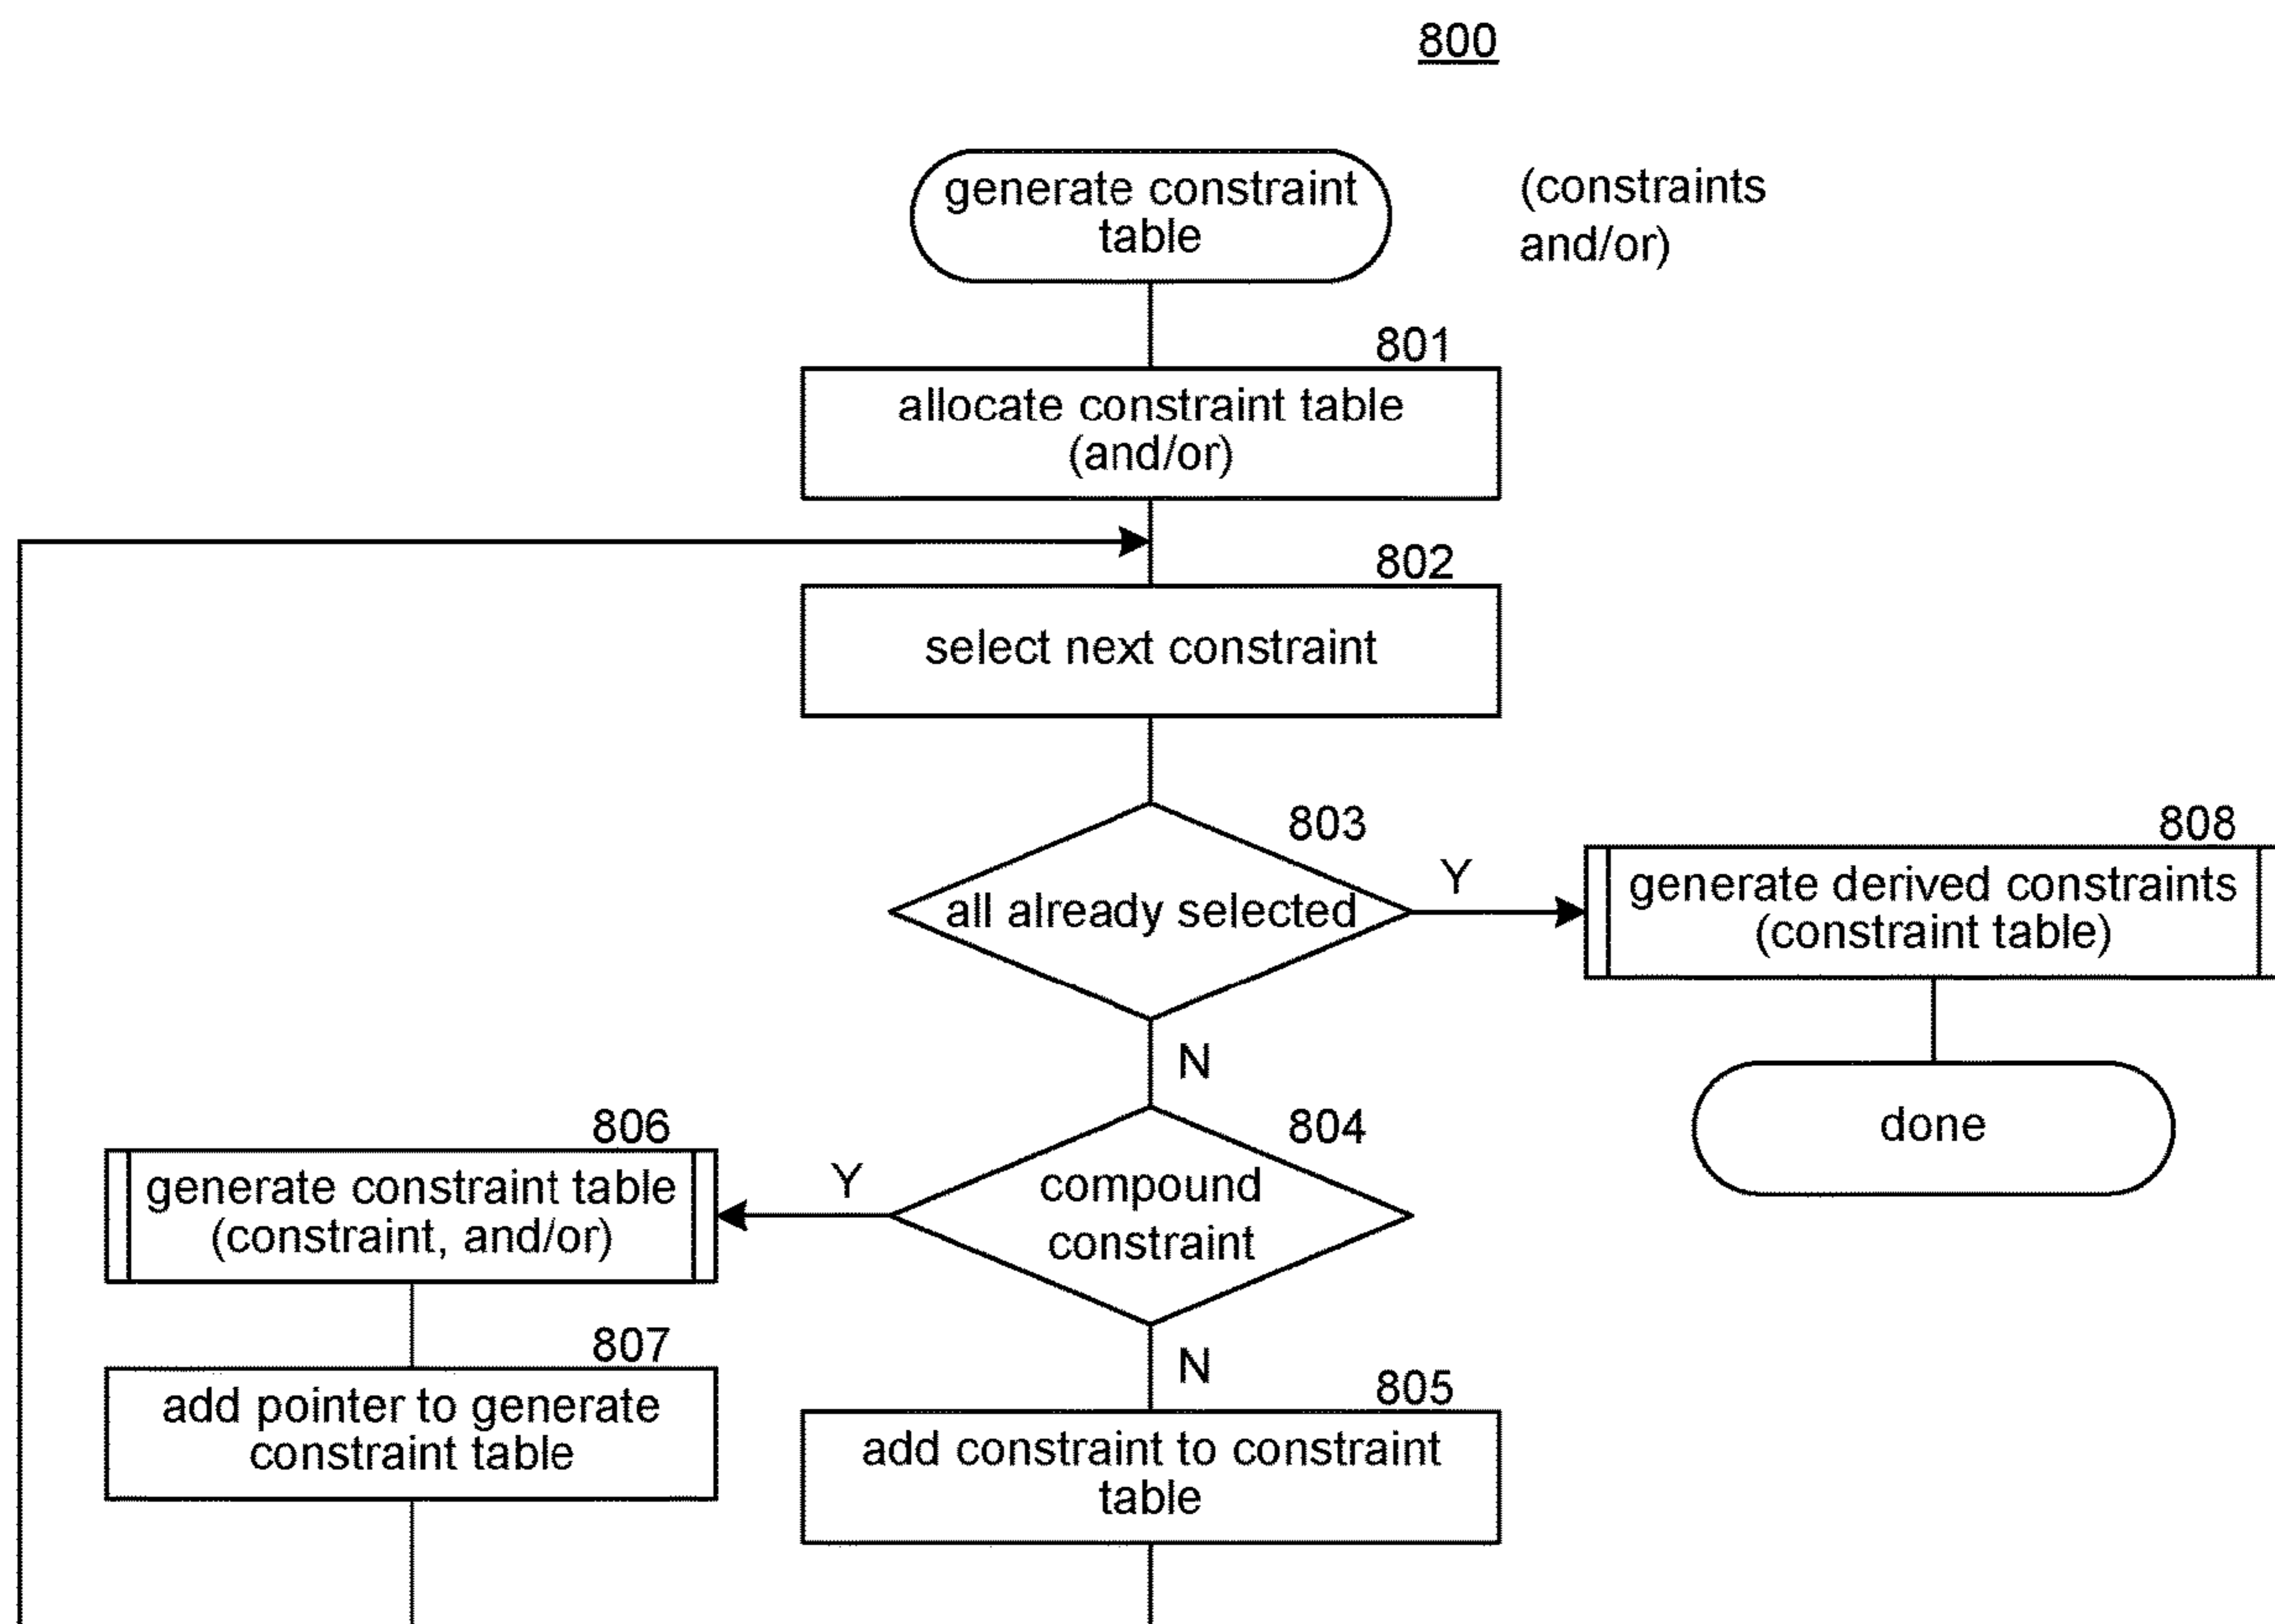 800
generate constraint
table
(constraints
and/or)
801
allocate constraint table
(and/or)
802
select next constraint
803
all already selected
Y
808
generate derived constraints
(constraint table)
done
N
804
compound
constraint
Y
806
generate constraint table
(constraint, and/or)
807
add pointer to generate
constraint table
N
805
add constraint to constraint
table